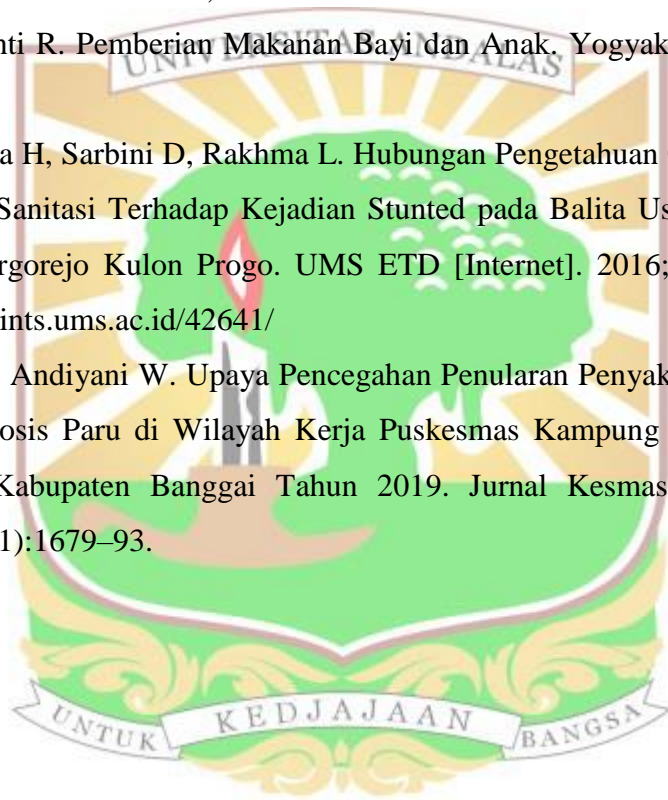 nti R. Pemberian Makanan Bayi dan Anak. Yogyak
UNIVERSITAS ANDALAS
a H, Sarbini D, Rakhma L. Hubungan Pengetahuan
Sanitasi Terhadap Kejadian Stunted pada Balita Us
rgorejo Kulon Progo. UMS ETD [Internet]. 2016;
ints.ums.ac.id/42641/
Andiyani W. Upaya Pencegahan Penularan Penyak
osis Paru di Wilayah Kerja Puskesmas Kampung
Kabupaten Banggai Tahun 2019. Jurnal Kesmas
1):1679–93.
UNTUK KEDJAJAAN BANGSA